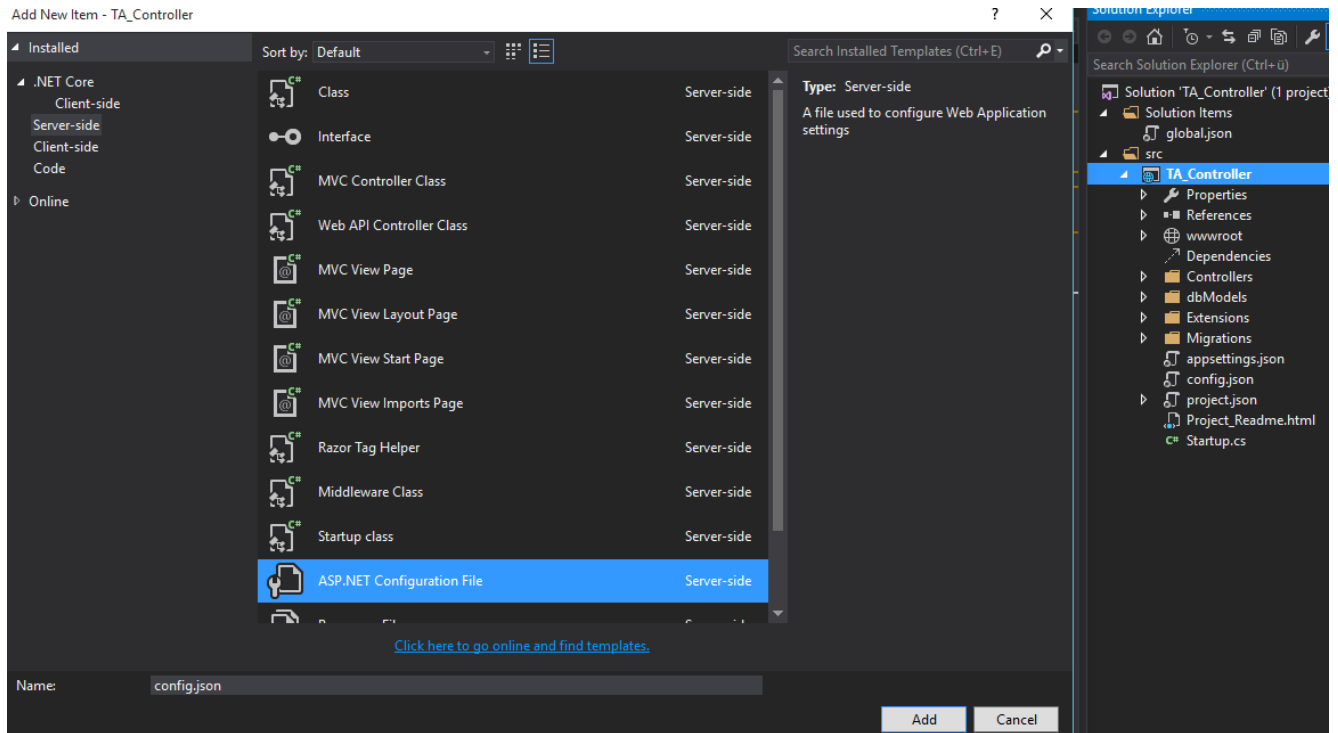 Add New Item - TA_Controller
?
Installed
.NET Core
Client-side
Server-side
Client-side
Code
Online
Sort by: Default
Search Installed Templates (Ctrl+E)
Class Server-side
Interface Server-side
MVC Controller Class Server-side
Web API Controller Class Server-side
MVC View Page Server-side
MVC View Layout Page Server-side
MVC View Start Page Server-side
MVC View Imports Page Server-side
Razor Tag Helper Server-side
Middleware Class Server-side
Startup class Server-side
ASP.NET Configuration File Server-side
Click here to go online and find templates.
Type: Server-side
A file used to configure Web Application
settings
Name: config.json
Add Cancel
Solution Explorer
Search Solution Explorer (Ctrl+ü)
Solution 'TA_Controller' (1 project
Solution Items
global.json
src
TA_Controller
Properties
References
wwwroot
Dependencies
Controllers
dbModels
Extensions
Migrations
appsettings.json
config.json
project.json
Project_Readme.html
C# Startup.cs